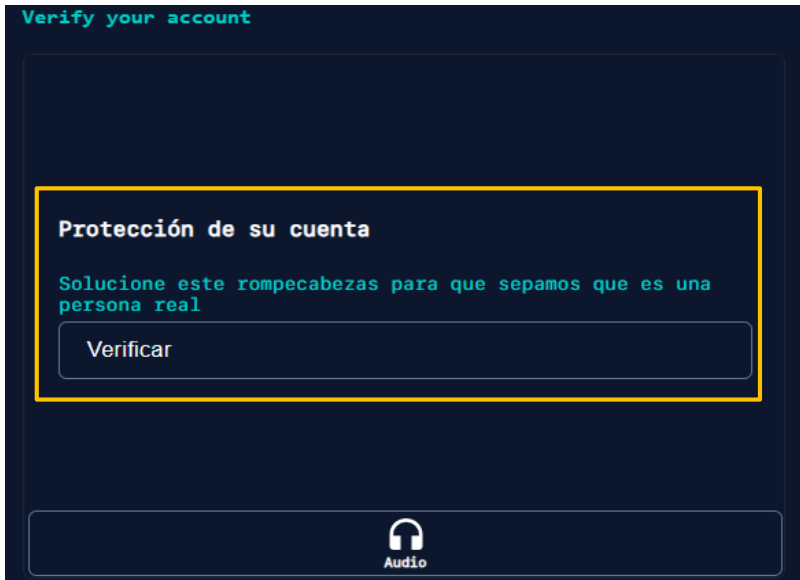 Verify your account
Protección de su cuenta
Solucione este rompecabezas para que sepamos que es una
persona real
Verificar
Audio